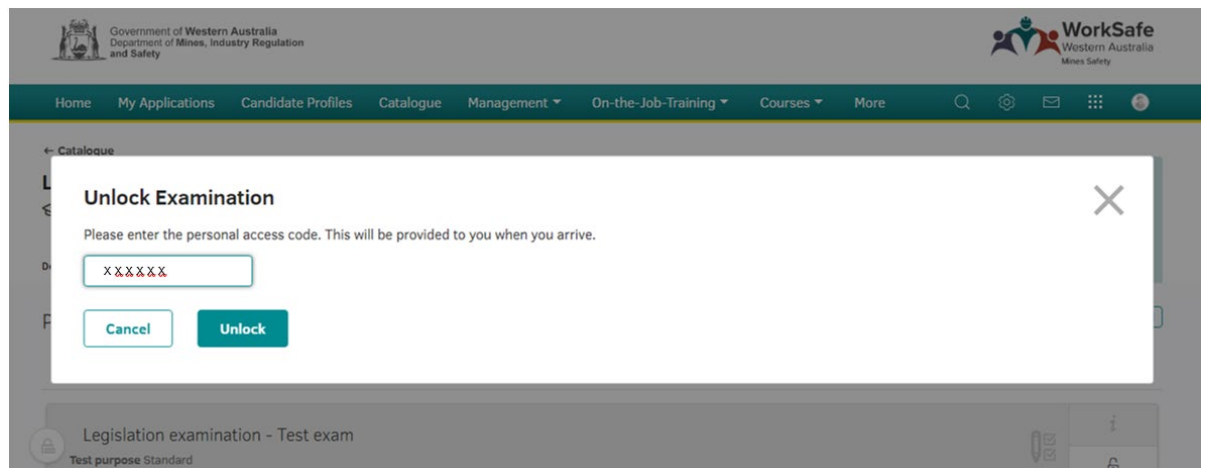 Government of Western Australia
Department of Mines, Industry Regulation
and Safety
WorkSafe
Western Australia
Mines Safety
Home My Applications Candidate Profiles Catalogue Management On-the-Job-Training Courses More
← Catalogue
Unlock Examination
Please enter the personal access code. This will be provided to you when you arrive.
x x x x x x
Cancel Unlock
Legislation examination - Test exam
Test purpose Standard